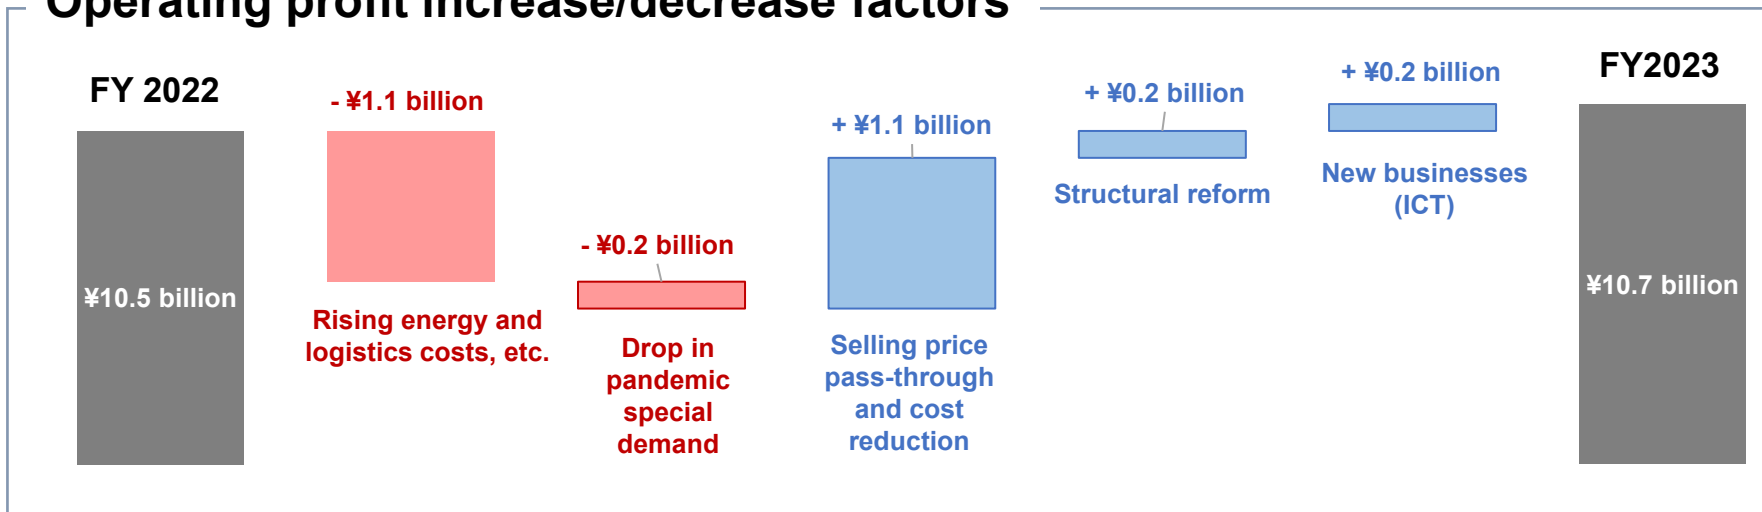 Operating profit increase/decrease factors
FY 2022
¥10.5 billion
- ¥1.1 billion
Rising energy and
logistics costs, etc.
- ¥0.2 billion
Drop in
pandemic
special
demand
+ ¥1.1 billion
Selling price
pass-through
and cost
reduction
+ ¥0.2 billion
Structural reform
+ ¥0.2 billion
New businesses
(ICT)
FY2023
¥10.7 billion